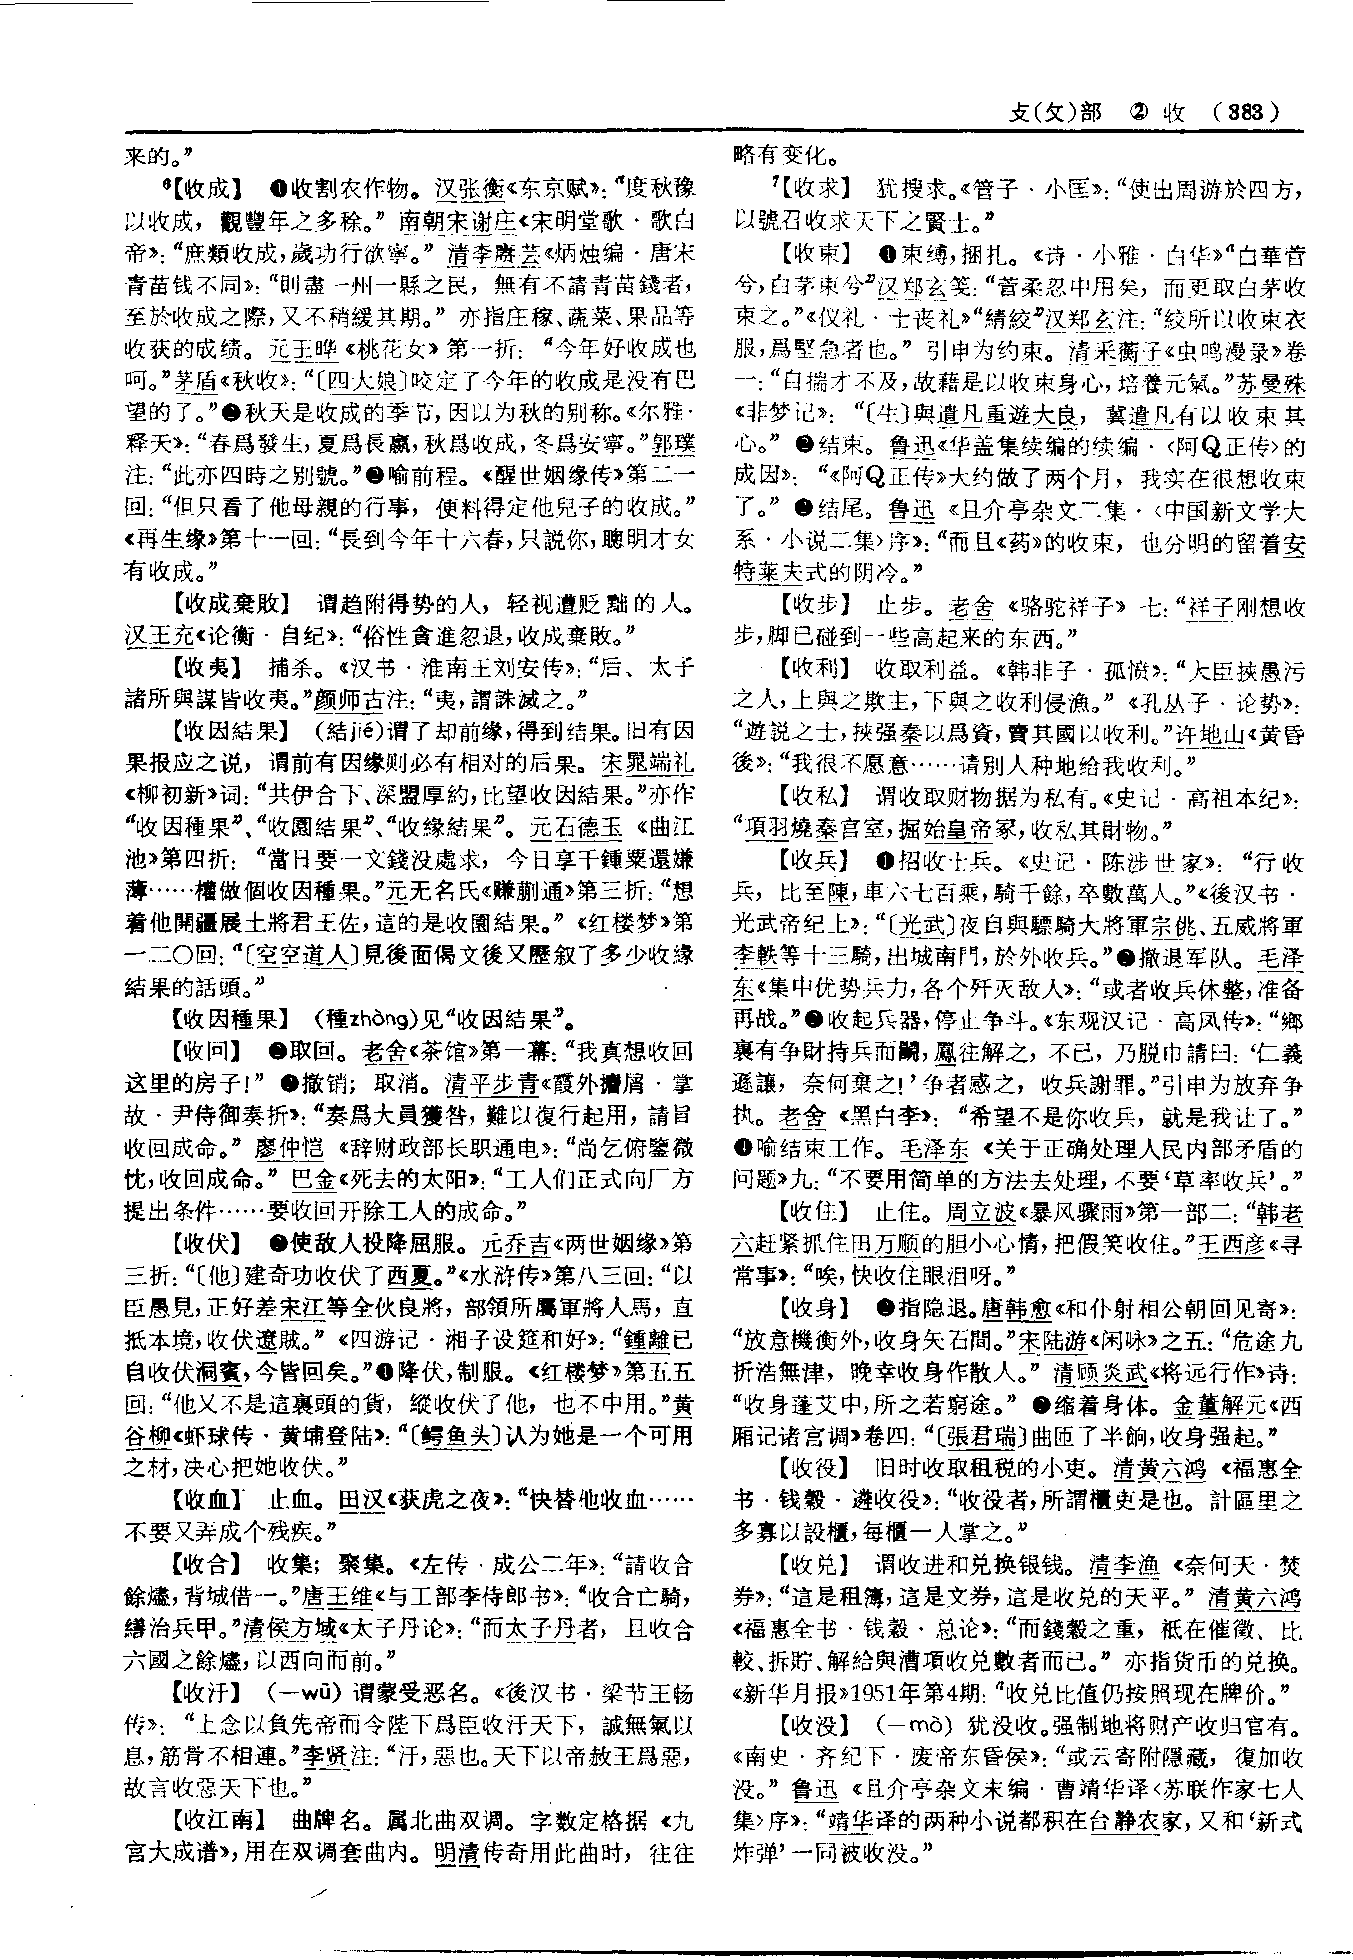 攴(攵)部 ② 收 (383)
来的。”
⁶【收成】 ❶收割农作物。汉张衡《东京赋》：“度秋豫
以收成，觀豐年之多稌。”南朝宋谢庄《宋明堂歌·歌白
帝》：“庶類收成，歲功行欲寧。”清李赓芸《炳烛编·唐宋
青苗钱不同》：“則盡一州一縣之民，無有不請青苗錢者，
至於收成之際，又不稍緩其期。”亦指庄稼、蔬菜、果品等
收获的成绩。元王晔《桃花女》第一折：“今年好收成也
呵。”茅盾《秋收》：“〔四大娘〕咬定了今年的收成是没有巴
望的了。”❷秋天是收成的季节，因以为秋的别称。《尔雅·
释天》：“春爲發生，夏爲長嬴，秋爲收成，冬爲安寧。”郭璞
注：“此亦四時之别號。”❸喻前程。《醒世姻缘传》第二一
回：“但只看了他母親的行事，便料得定他兒子的收成。”
《再生缘》第十一回：“長到今年十六春，只説你，聰明才女
有收成。”
【收成棄敗】 谓趋附得势的人，轻视遭贬黜的人。
汉王充《论衡·自纪》：“俗性貪進忽退，收成棄敗。”
【收夷】 捕杀。《汉书·淮南王刘安传》：“后、太子
諸所與謀皆收夷。”颜师古注：“夷，謂誅滅之。”
【收因結果】 (結jié)谓了却前缘，得到结果。旧有因
果报应之说，谓前有因缘则必有相对的后果。宋晁端礼
《柳初新》词：“共伊合下、深盟厚約，比望收因結果。”亦作
“收因種果”、“收園結果”、“收緣結果”。元石德玉《曲江
池》第四折：“當日要一文錢没處求，今日享千鍾粟還嫌
薄……權做個收因種果。”元无名氏《赚蒯通》第三折：“想
着他開疆展土將君王佐，這的是收園結果。”《红楼梦》第
一二〇回：“〔空空道人〕見後面偈文後又歷叙了多少收緣
結果的話頭。”
【收因種果】 (種zhòng)见“收因結果”。
【收回】 ❶取回。老舍《茶馆》第一幕：“我真想收回
这里的房子！”❷撤销；取消。清平步青《霞外攟屑·掌
故·尹侍御奏折》：“奏爲大員獲咎，難以復行起用，請旨
收回成命。”廖仲恺《辞财政部长职通电》：“尚乞俯鑒微
忱，收回成命。”巴金《死去的太阳》：“工人们正式向厂方
提出条件……要收回开除工人的成命。”
【收伏】 ❶使敌人投降屈服。元乔吉《两世姻缘》第
三折：“〔他〕建奇功收伏了西夏。”《水浒传》第八三回：“以
臣愚見，正好差宋江等全伙良將，部領所屬軍將人馬，直
抵本境，收伏遼賊。”《四游记·湘子设筵和好》：“鍾離已
自收伏洞賓，今皆回矣。”❷降伏，制服。《红楼梦》第五五
回：“他又不是這裏頭的貨，縱收伏了他，也不中用。”黄
谷柳《虾球传·黄埔登陆》：“〔鳄鱼头〕认为她是一个可用
之材，决心把她收伏。”
【收血】 止血。田汉《获虎之夜》：“快替他收血……
不要又弄成个残疾。”
【收合】 收集；聚集。《左传·成公二年》：“請收合
餘燼，背城借一。”唐王维《与工部李侍郎书》：“收合亡騎，
繕治兵甲。”清侯方域《太子丹论》：“而太子丹者，且收合
六國之餘燼，以西向而前。”
【收汙】 (—wū) 谓蒙受恶名。《後汉书·梁节王畅
传》：“上念以負先帝而令陛下爲臣收汙天下，誠無氣以
息，筋骨不相連。”李贤注：“汙，惡也。天下以帝赦王爲惡，
故言收惡天下也。”
【收江南】 曲牌名。属北曲双调。字数定格据《九
宫大成谱》，用在双调套曲内。明清传奇用此曲时，往往
略有变化。
⁷【收求】 犹搜求。《管子·小匡》：“使出周游於四方，
以號召收求天下之賢士。”
【收束】 ❶束缚，捆扎。《诗·小雅·白华》“白華菅
兮，白茅束兮”汉郑玄笺：“菅柔忍中用矣，而更取白茅收
束之。”《仪礼·士丧礼》“綪絞”汉郑玄注：“絞所以收束衣
服，爲堅急者也。”引申为约束。清采蘅子《虫鸣漫录》卷
一：“自揣才不及，故藉是以收束身心，培養元氣。”苏曼殊
《非梦记》：“〔生〕與遣凡重遊大良，冀遣凡有以收束其
心。”❷结束。鲁迅《华盖集续编的续编·〈阿Q正传〉的
成因》：“《阿Q正传》大约做了两个月，我实在很想收束
了。”❸结尾。鲁迅《且介亭杂文二集·〈中国新文学大
系·小说二集〉序》：“而且《药》的收束，也分明的留着安
特莱夫式的阴冷。”
【收步】 止步。老舍《骆驼祥子》七：“祥子刚想收
步，脚已碰到一些高起来的东西。”
【收利】 收取利益。《韩非子·孤愤》：“大臣挾愚污
之人，上與之欺主，下與之收利侵漁。”《孔丛子·论势》：
“遊説之士，挾强秦以爲資，賣其國以收利。”许地山《黄昏
後》：“我很不愿意……请别人种地给我收利。”
【收私】 谓收取财物据为私有。《史记·高祖本纪》：
“項羽燒秦宫室，掘始皇帝冢，收私其財物。”
【收兵】 ❶招收士兵。《史记·陈涉世家》：“行收
兵，比至陳，車六七百乘，騎千餘，卒數萬人。”《後汉书·
光武帝纪上》：“〔光武〕夜自與驃騎大將軍宗佻、五威將軍
李軼等十三騎，出城南門，於外收兵。”❷撤退军队。毛泽
东《集中优势兵力，各个歼灭敌人》：“或者收兵休整，准备
再战。”❸收起兵器，停止争斗。《东观汉记·高凤传》：“鄉
裏有争財持兵而鬭，鳳往解之，不已，乃脱巾請曰：‘仁義
遜讓，奈何棄之！’争者感之，收兵謝罪。”引申为放弃争
执。老舍《黑白李》：“希望不是你收兵，就是我让了。”
❹喻结束工作。毛泽东《关于正确处理人民内部矛盾的
问题》九：“不要用简单的方法去处理，不要‘草率收兵’。”
【收住】 止住。周立波《暴风骤雨》第一部二：“韩老
六赶紧抓住田万顺的胆小心情，把假笑收住。”王西彦《寻
常事》：“唉，快收住眼泪呀。”
【收身】 ❶指隐退。唐韩愈《和仆射相公朝回见寄》：
“放意機衡外，收身矢石間。”宋陆游《闲咏》之五：“危途九
折浩無津，晚幸收身作散人。”清顾炎武《将远行作》诗：
“收身蓬艾中，所之若窮途。”❷缩着身体。金董解元《西
厢记诸宫调》卷四：“〔張君瑞〕曲匝了半餉，收身强起。”
【收役】 旧时收取租税的小吏。清黄六鸿《福惠全
书·钱穀·遴收役》：“收役者，所謂櫃吏是也。計區里之
多寡以設櫃，每櫃一人掌之。”
【收兑】 谓收进和兑换银钱。清李渔《奈何天·焚
券》：“這是租簿，這是文券，這是收兑的天平。”清黄六鸿
《福惠全书·钱穀·总论》：“而錢穀之重，衹在催徵、比
較、拆貯、解給與漕項收兑數者而已。”亦指货币的兑换。
《新华月报》1951年第4期：“收兑比值仍按照现在牌价。”
【收没】 (—mò) 犹没收。强制地将财产收归官有。
《南史·齐纪下·废帝东昏侯》：“或云寄附隱藏，復加收
没。”鲁迅《且介亭杂文末编·曹靖华译〈苏联作家七人
集〉序》：“靖华译的两种小说都积在台静农家，又和‘新式
炸弹’一同被收没。”